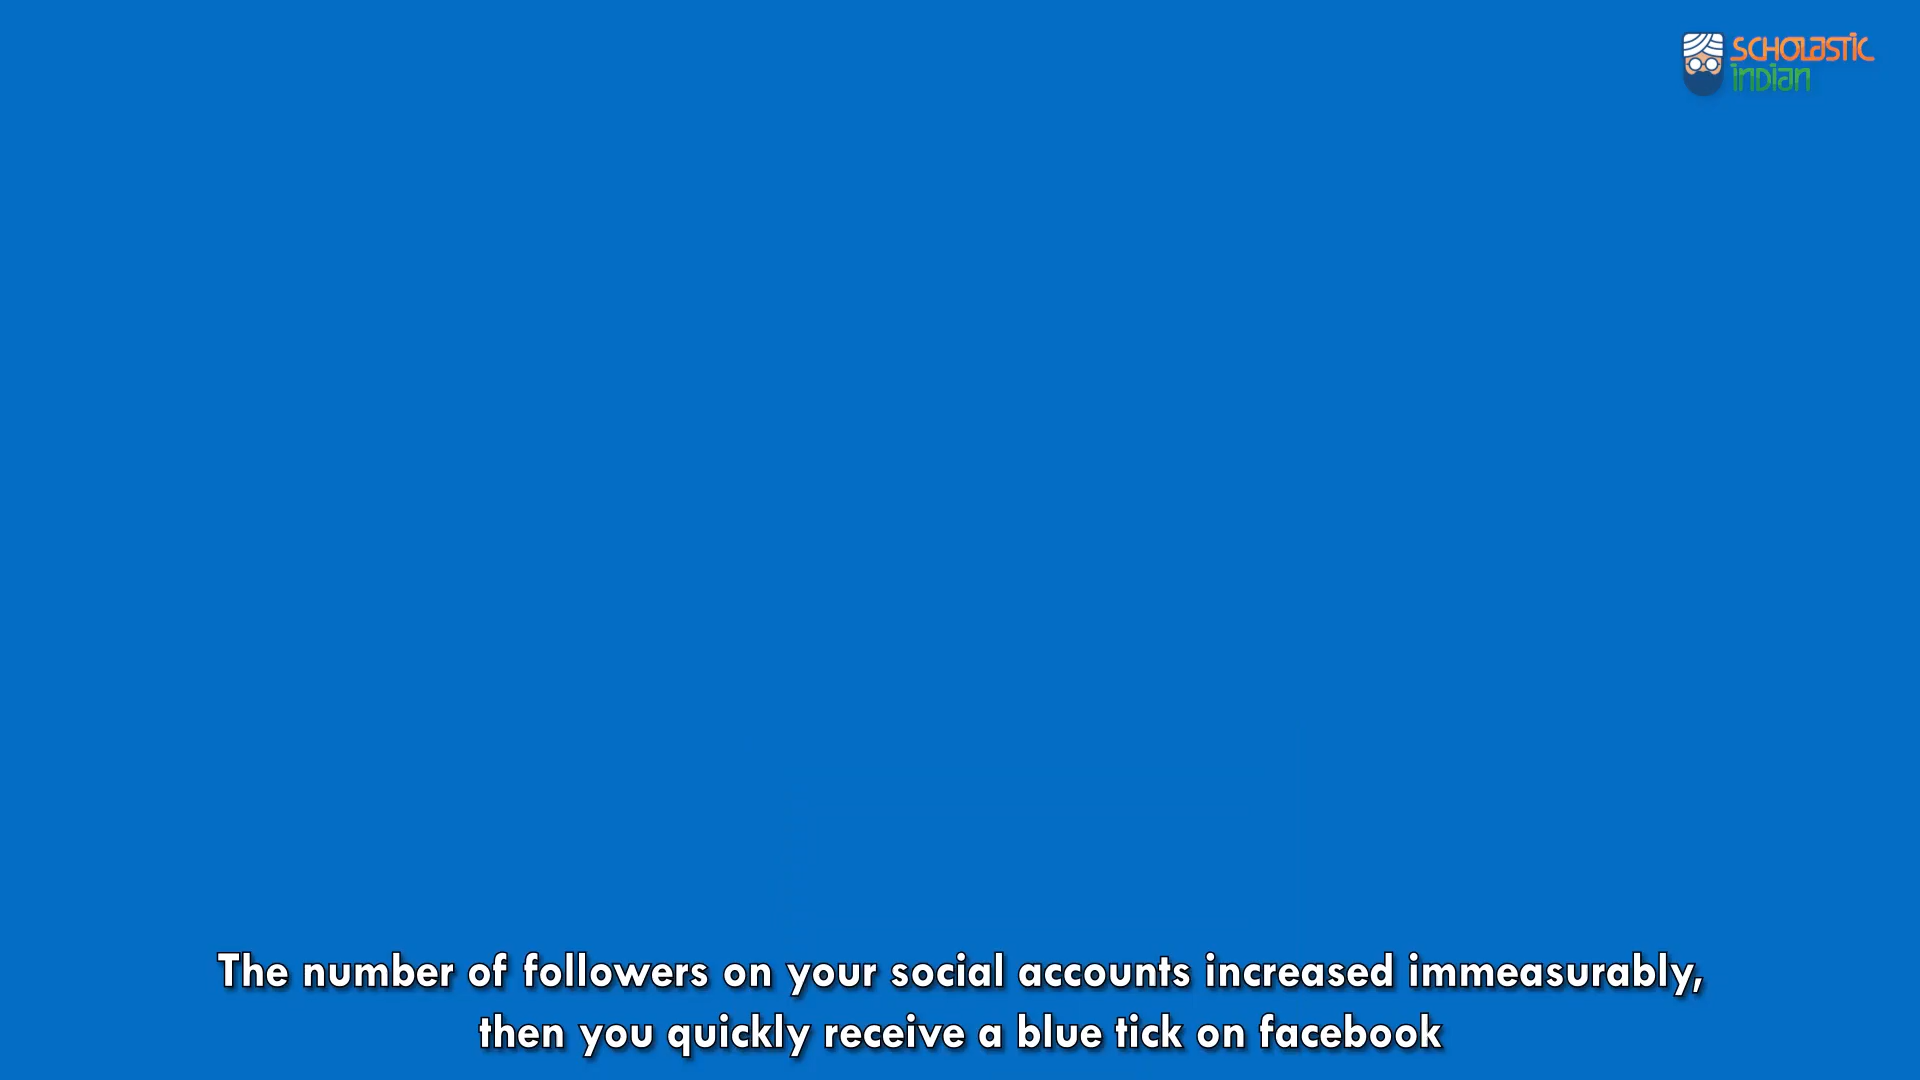 SCHOLASTIC
INDIAN
The number of followers on your social accounts increased immeasurably,
then you quickly receive a blue tick on facebook